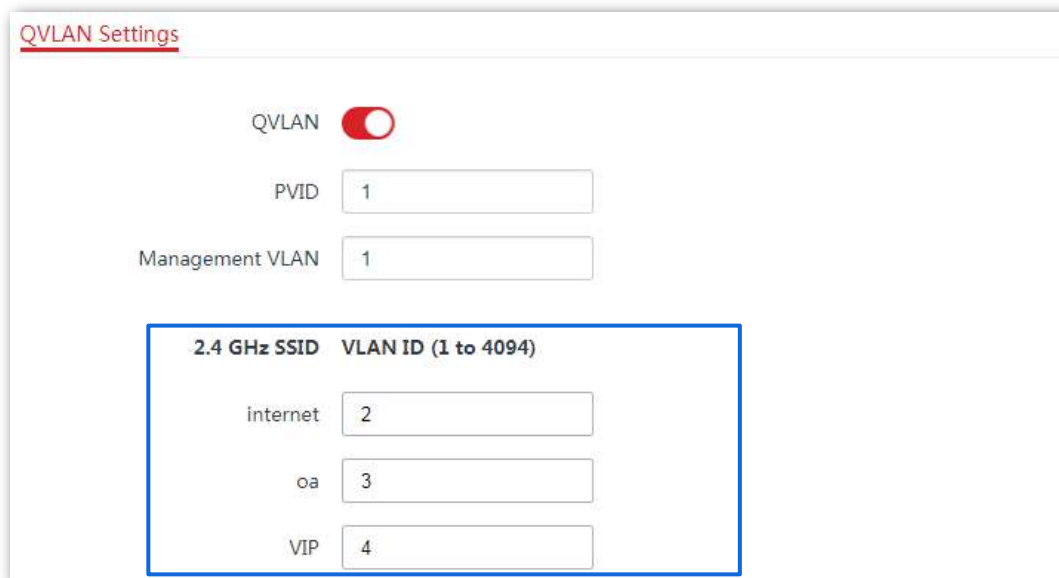 QVLAN Settings
QVLAN
PVID 1
Management VLAN 1
2.4 GHz SSID VLAN ID (1 to 4094)
internet 2
oa 3
VIP 4